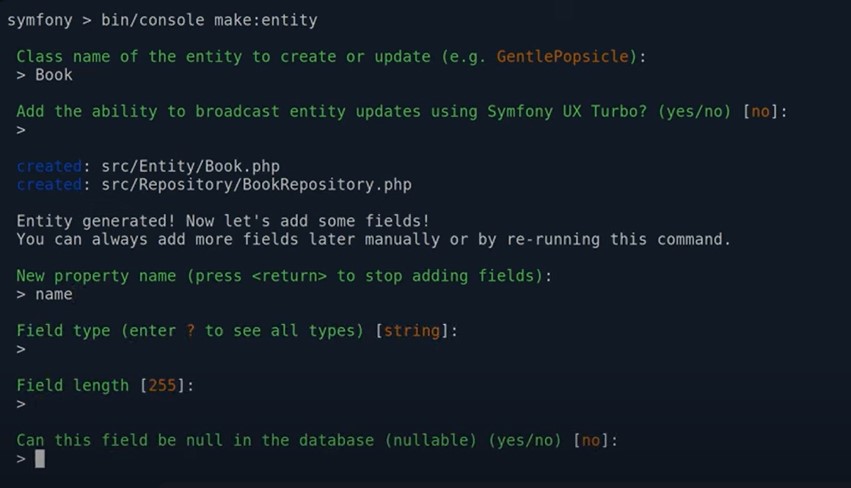 symfony > bin/console make:entity
Class name of the entity to create or update (e.g. GentlePopsicle):
> Book
Add the ability to broadcast entity updates using Symfony UX Turbo? (yes/no) [no]:
>
created: src/Entity/Book.php
created: src/Repository/BookRepository.php
Entity generated! Now let's add some fields!
You can always add more fields later manually or by re-running this command.
New property name (press <return> to stop adding fields):
> name
Field type (enter ? to see all types) [string]:
>
Field length [255]:
>
Can this field be null in the database (nullable) (yes/no) [no]:
>